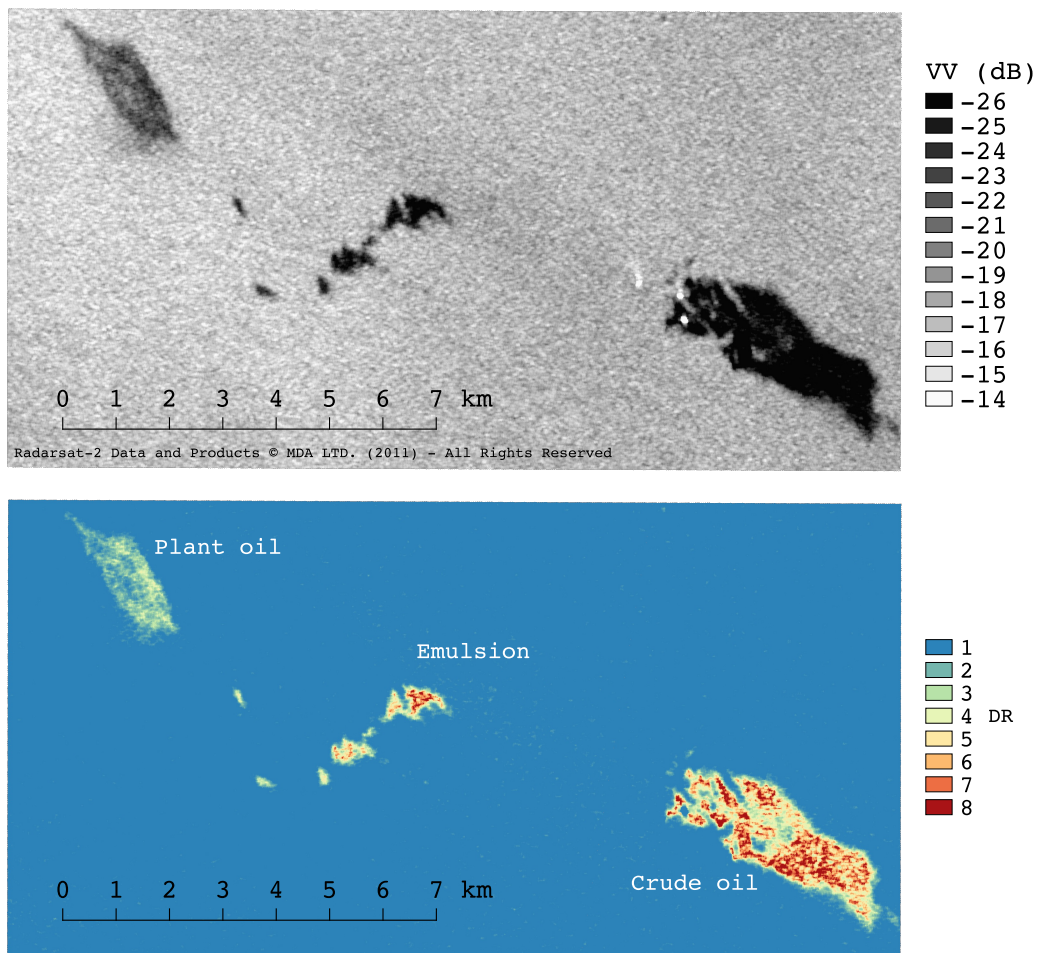 VV (dB)
-26
-25
-24
-23
-22
-21
-20
-19
-18
-17
-16
-15
-14
0 1 2 3 4 5 6 7 km
Radarsat-2 Data and Products © MDA LTD. (2011) - All Rights Reserved
Plant oil
Emulsion
Crude oil
1
2
3
4 DR
5
6
7
8
0 1 2 3 4 5 6 7 km